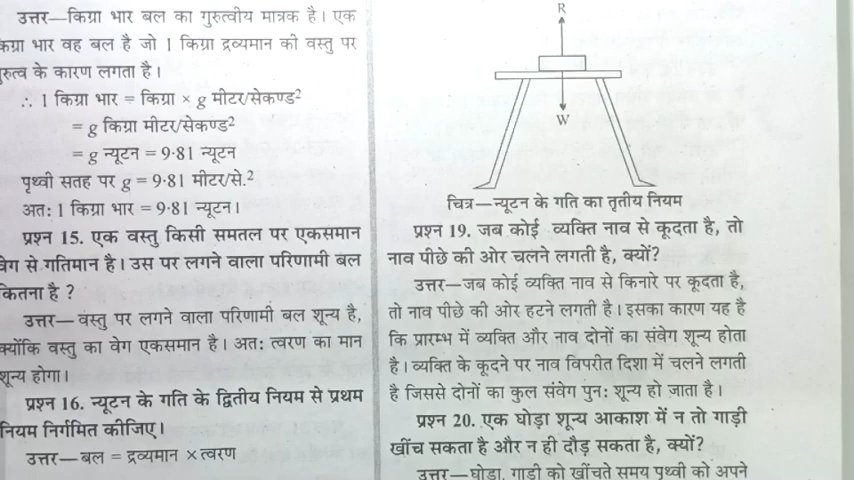 उत्तर—किग्रा भार बल का गुरुत्वीय मात्रक है। एक
किग्रा भार वह बल है जो 1 किग्रा द्रव्यमान की वस्तु पर
गुरुत्व के कारण लगता है।
∴ 1 किग्रा भार = किग्रा × g मीटर/सेकण्ड²
= g किग्रा मीटर/सेकण्ड²
= g न्यूटन = 9·81 न्यूटन
पृथ्वी सतह पर g = 9·81 मीटर/से.²
अतः 1 किग्रा भार = 9·81 न्यूटन।
प्रश्न 15. एक वस्तु किसी समतल पर एकसमान
वेग से गतिमान है। उस पर लगने वाला परिणामी बल
कितना है ?
उत्तर— वस्तु पर लगने वाला परिणामी बल शून्य है,
क्योंकि वस्तु का वेग एकसमान है। अतः त्वरण का मान
शून्य होगा।
प्रश्न 16. न्यूटन के गति के द्वितीय नियम से प्रथम
नियम निर्गमित कीजिए।
उत्तर—बल = द्रव्यमान × त्वरण
R
W
चित्र—न्यूटन के गति का तृतीय नियम
प्रश्न 19. जब कोई व्यक्ति नाव से कूदता है, तो
नाव पीछे की ओर चलने लगती है, क्यों?
उत्तर—जब कोई व्यक्ति नाव से किनारे पर कूदता है,
तो नाव पीछे की ओर हटने लगती है। इसका कारण यह है
कि प्रारम्भ में व्यक्ति और नाव दोनों का संवेग शून्य होता
है। व्यक्ति के कूदने पर नाव विपरीत दिशा में चलने लगती
है जिससे दोनों का कुल संवेग पुनः शून्य हो जाता है।
प्रश्न 20. एक घोड़ा शून्य आकाश में न तो गाड़ी
खींच सकता है और न ही दौड़ सकता है, क्यों?
उत्तर—घोड़ा, गाड़ी को खींचते समय पृथ्वी को अपने